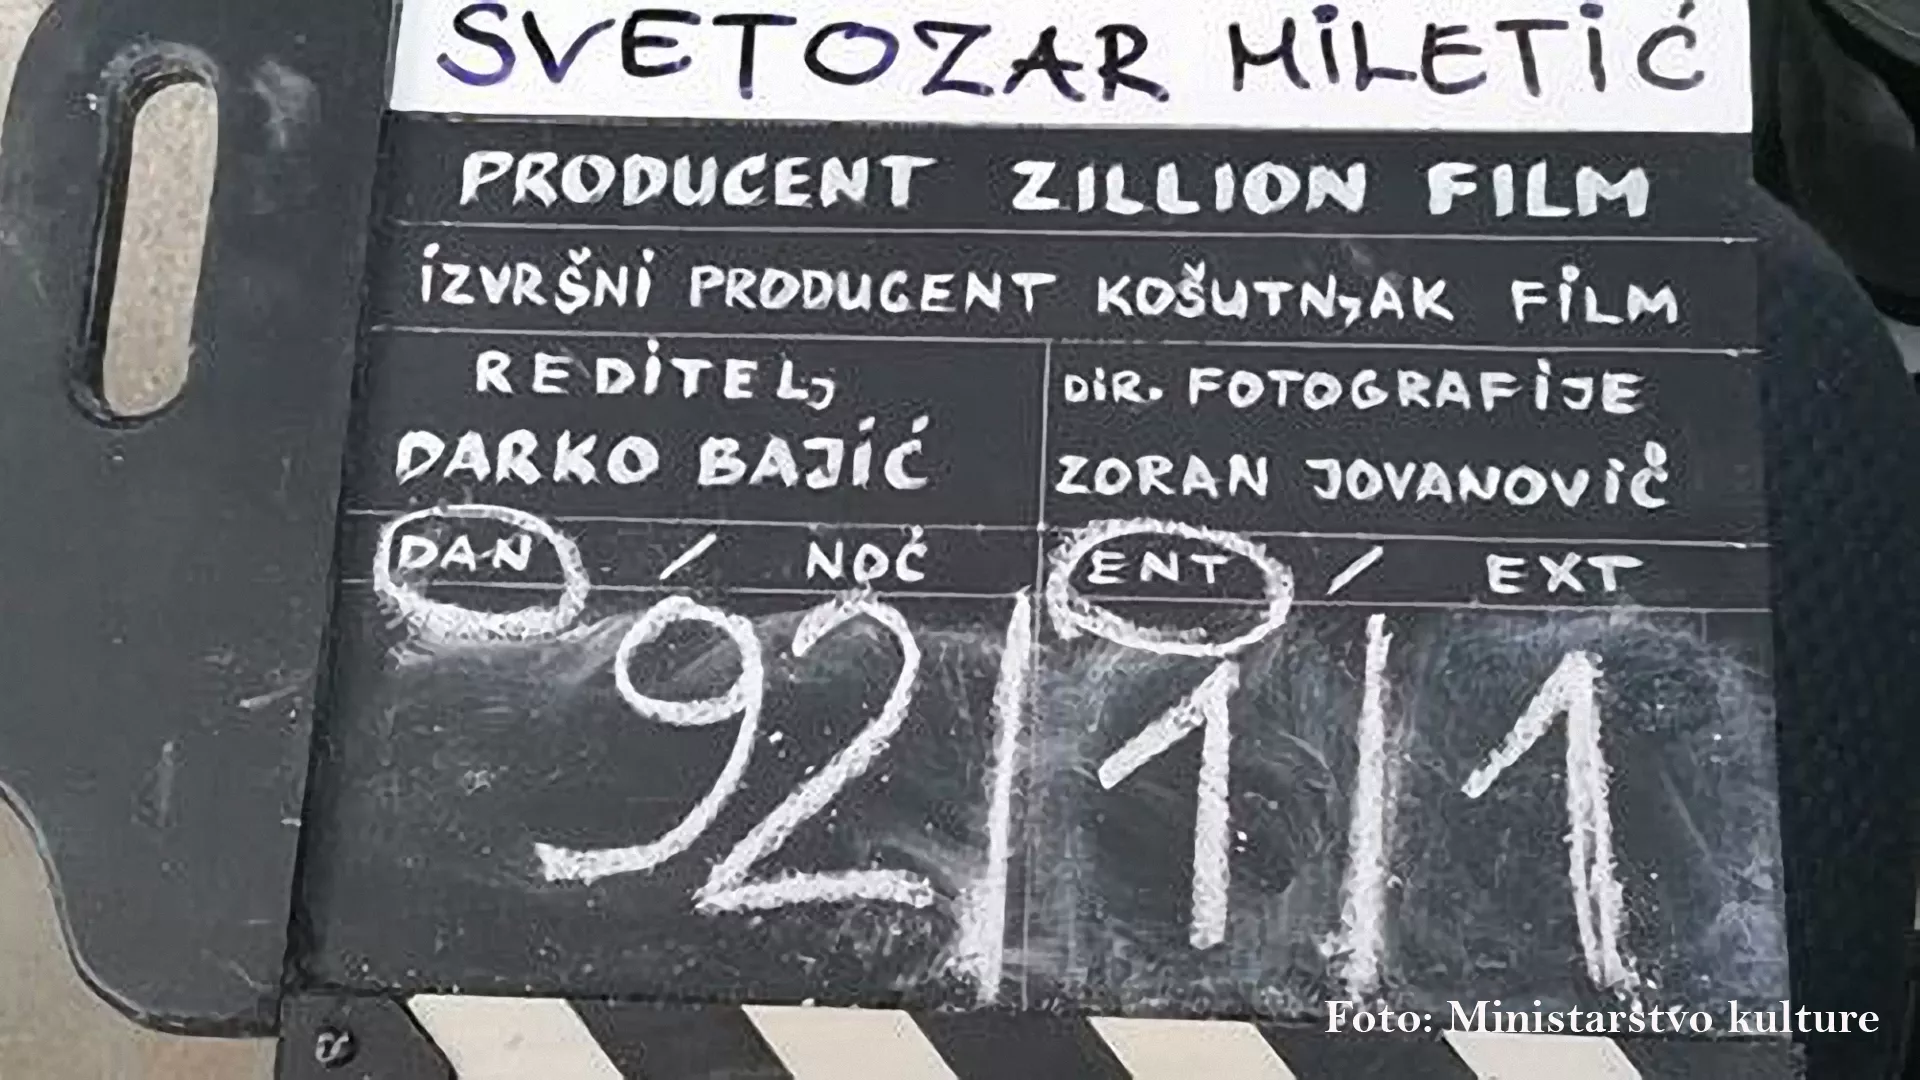 SVETOZAR MILETIĆ
PRODUCENT ZILLION FILM
IZVRŠNI PRODUCENT KOŠUTNJAK FILM
REDITELJ
DARKO BAJIĆ
DIR. FOTOGRAFIJE
ZORAN JOVANOVIĆ
DAN / NOĆ
ENT / EXT
92 | 1 | 1
Foto: Ministarstvo kulture